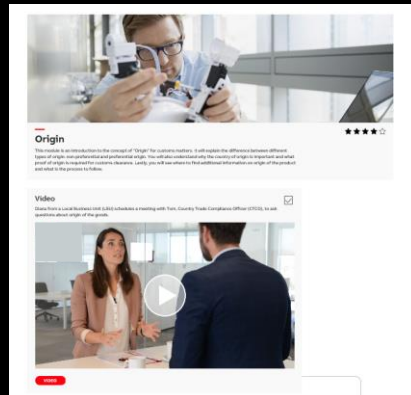 Origin
This module is an introduction to the concept of "Origin" for customs matters. It will explain the difference between different
types of origin: non-preferential and preferential origin. You will also understand why the country of origin is important and what
proof of origin is required for customs clearance. Lastly, you will see where to find additional information on origin of the product
and what is the process to follow.
Video
Diana from a Local Business Unit (LBU) schedules a meeting with Tom, Country Trade Compliance Officer (CTCO), to ask
questions about origin of the goods.